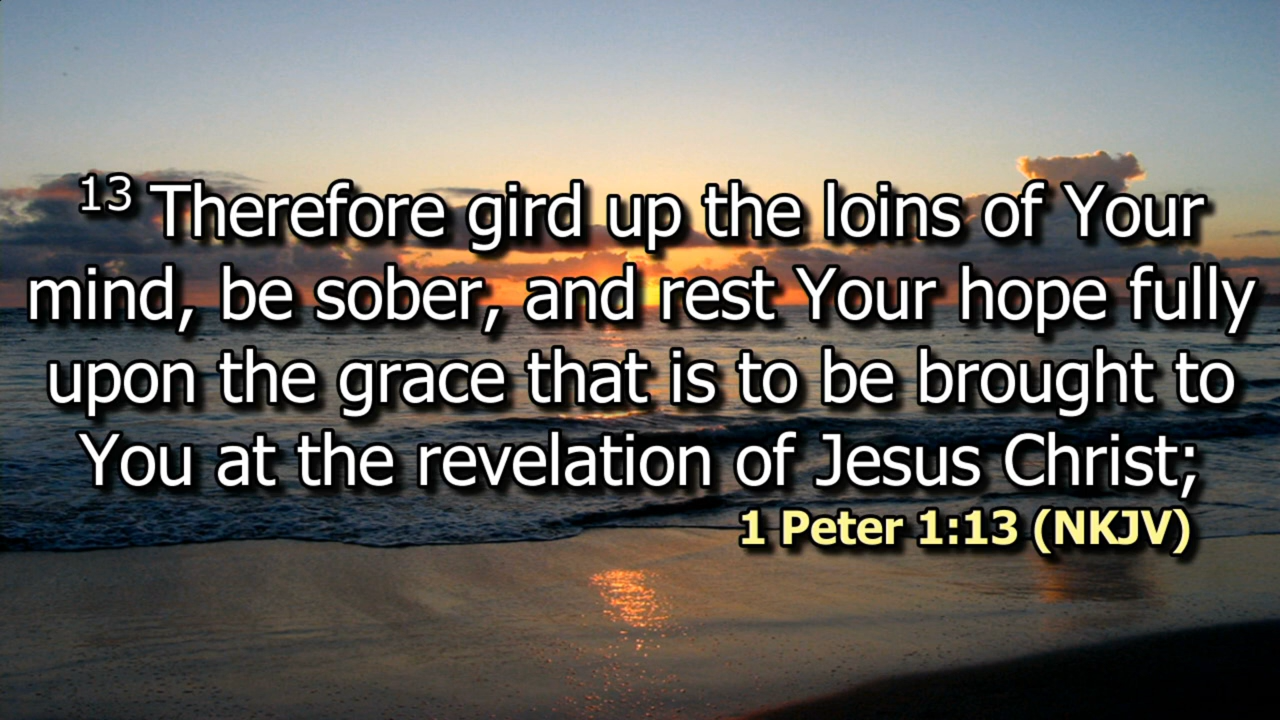 13 Therefore gird up the loins of Your
mind, be sober, and rest Your hope fully
upon the grace that is to be brought to
You at the revelation of Jesus Christ;
1 Peter 1:13 (NKJV)